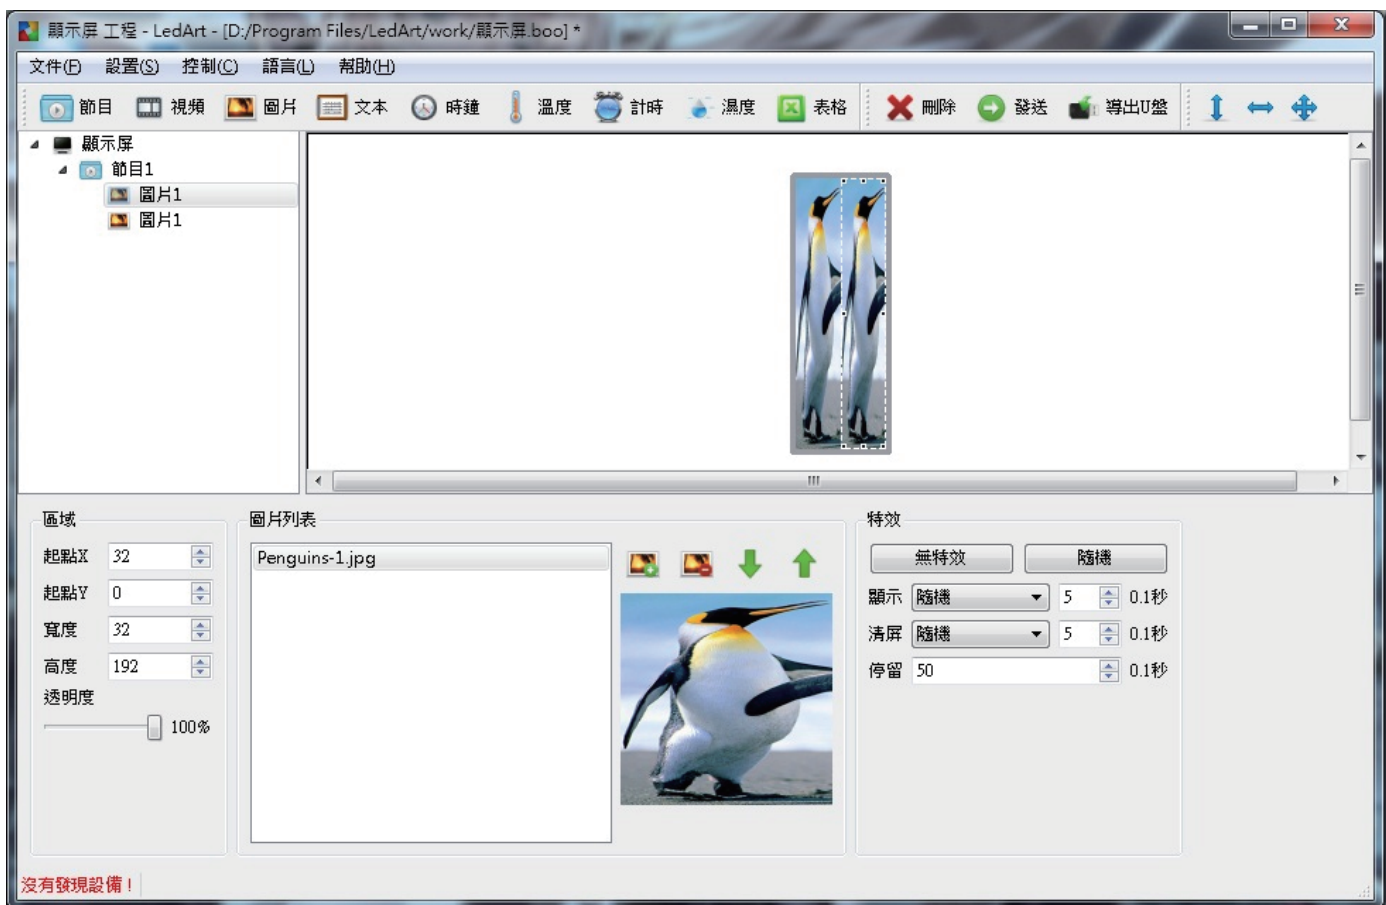 顯示屏 工程 - LedArt - [D:/Program Files/LedArt/work/顯示屏.boo] *
文件(F) 設置(S) 控制(C) 語言(L) 幫助(H)
節目 視頻 圖片 文本 時鐘 溫度 計時 濕度 表格 刪除 發送 導出U盤
顯示屏
節目1
圖片1
圖片1
區域
起點X 32
起點Y 0
寬度 32
高度 192
透明度
100%
圖片列表
Penguins-1.jpg
特效
無特效 隨機
顯示 隨機 5 0.1秒
清屏 隨機 5 0.1秒
停留 50 0.1秒
沒有發現設備!